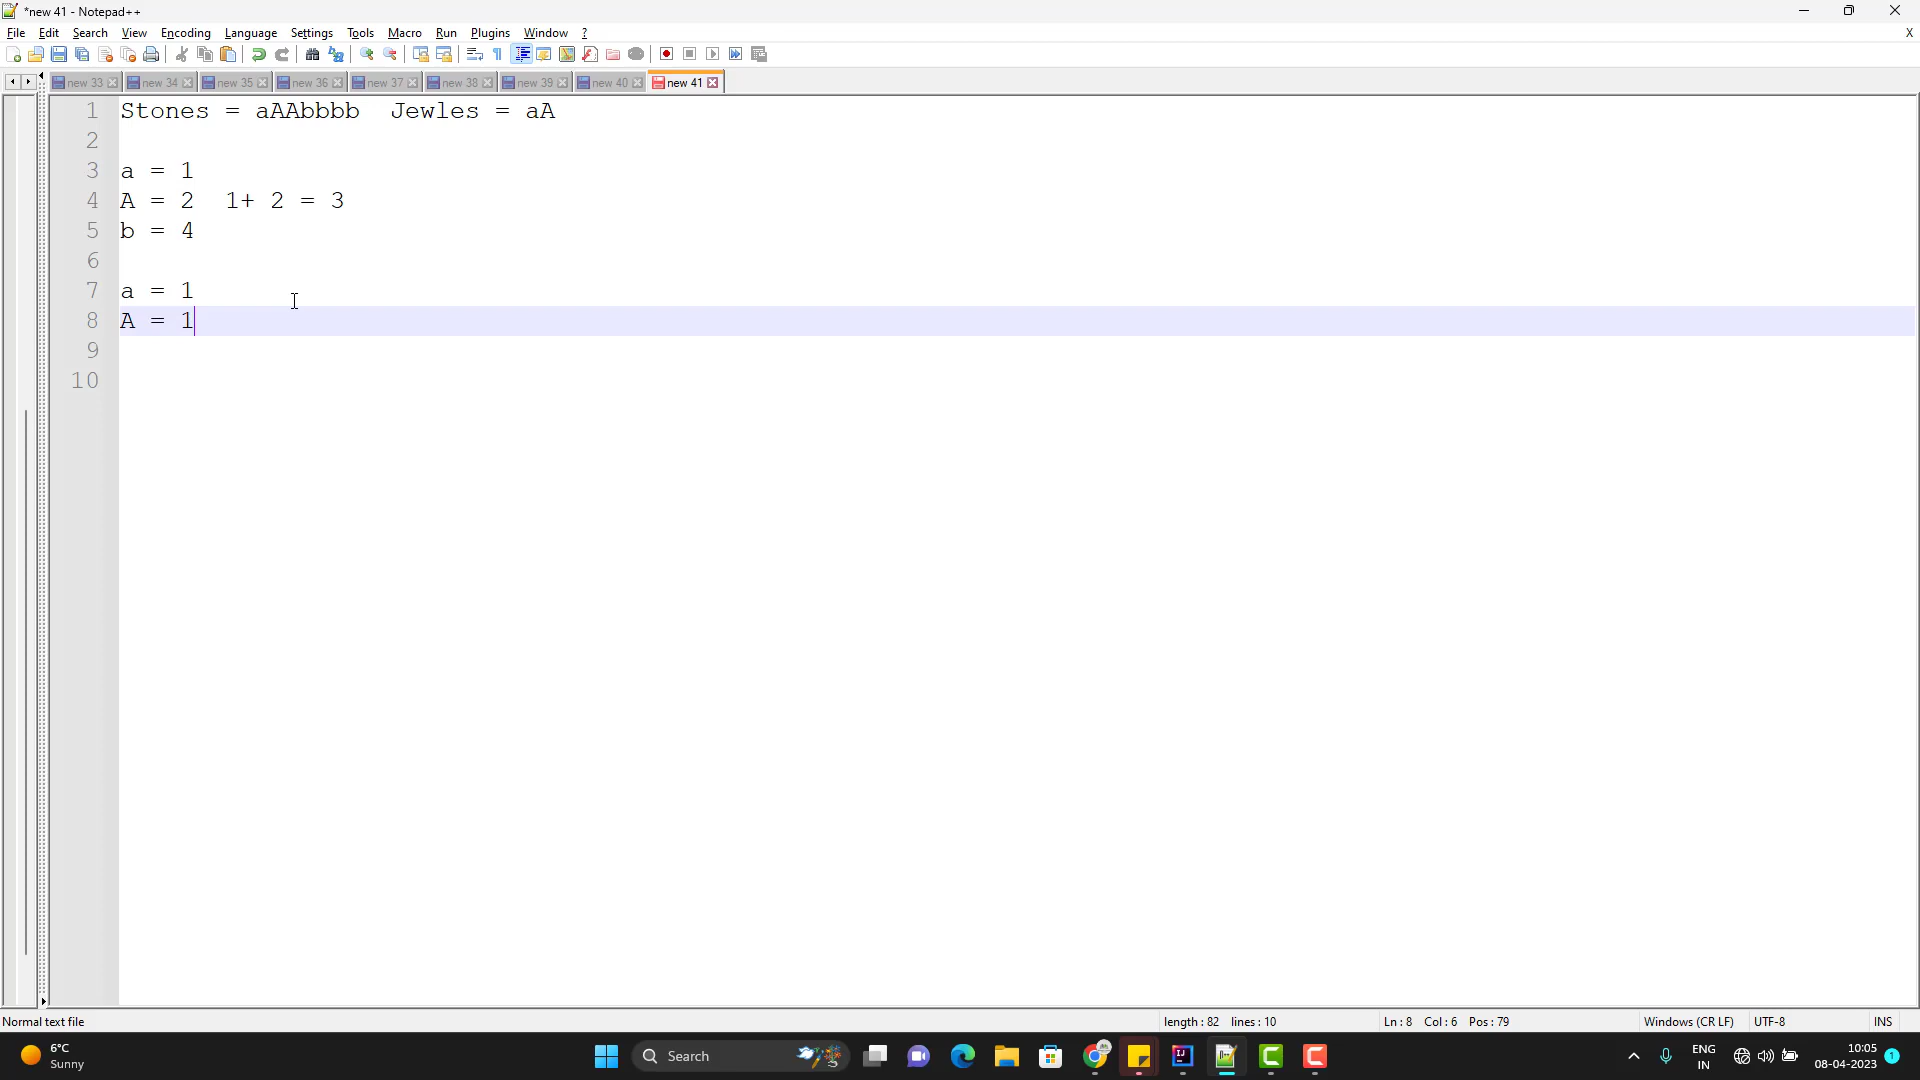 *new 41 - Notepad++
File Edit Search View Encoding Language Settings Tools Macro Run Plugins Window ? X
new 33 new 34 new 35 new 36 new 37 new 38 new 39 new 40 new 41
1 Stones = aAAbbbb  Jewles = aA
2
3 a = 1
4 A = 2  1+ 2 = 3
5 b = 4
6
7 a = 1
8 A = 1
9
10
Normal text file length : 82 lines : 10 Ln : 8 Col : 6 Pos : 79 Windows (CR LF) UTF-8 INS
6°C
Sunny
Search
ENG
IN
10:05
08-04-2023
1